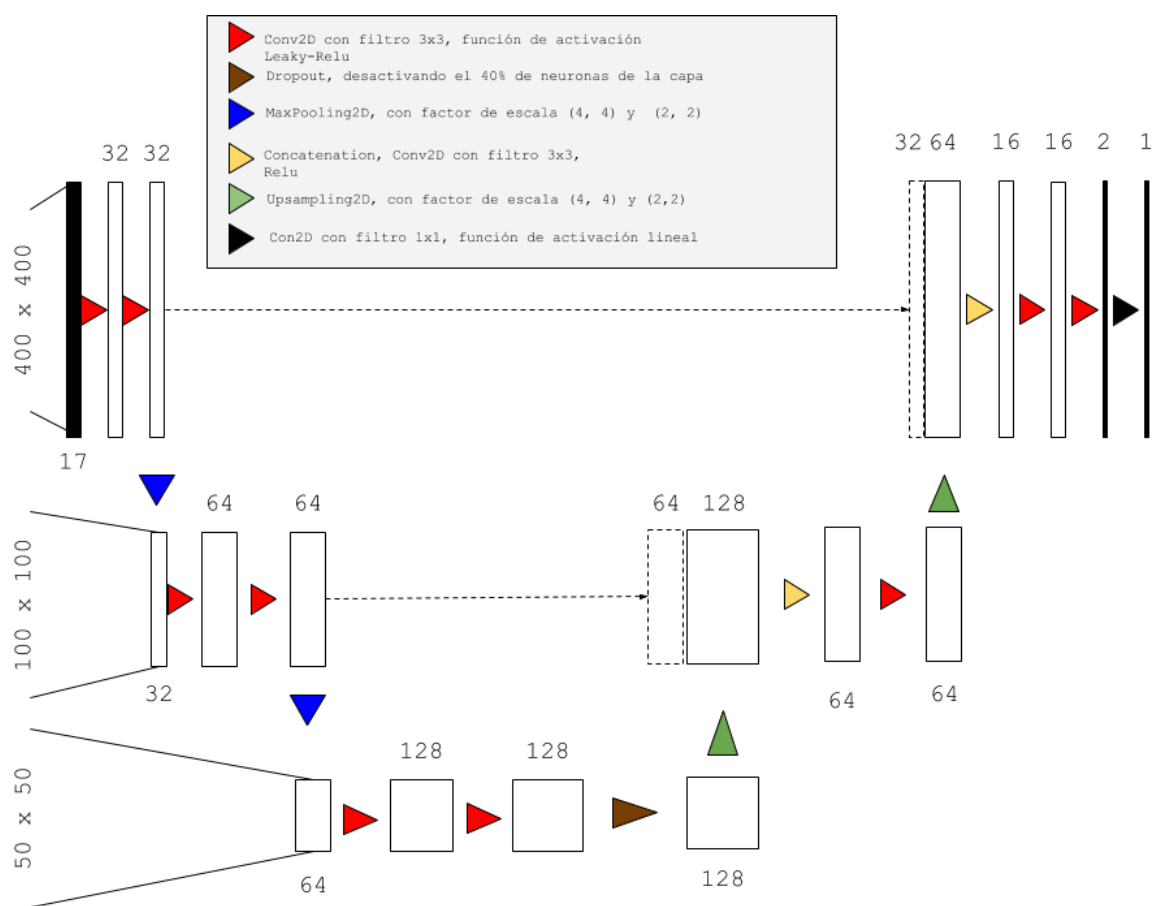 Conv2D con filtro 3x3, función de activación
Leaky-Relu
Dropout, desactivando el 40% de neuronas de la capa
MaxPooling2D, con factor de escala (4, 4) y (2, 2)
Concatenation, Conv2D con filtro 3x3,
Relu
Upsampling2D, con factor de escala (4, 4) y (2,2)
Con2D con filtro 1x1, función de activación lineal
32 32
32 64 16 16 2 1
400 x 400
17
64 64
64 128
100 x 100
32
64 64
128 128
50 x 50
64
128